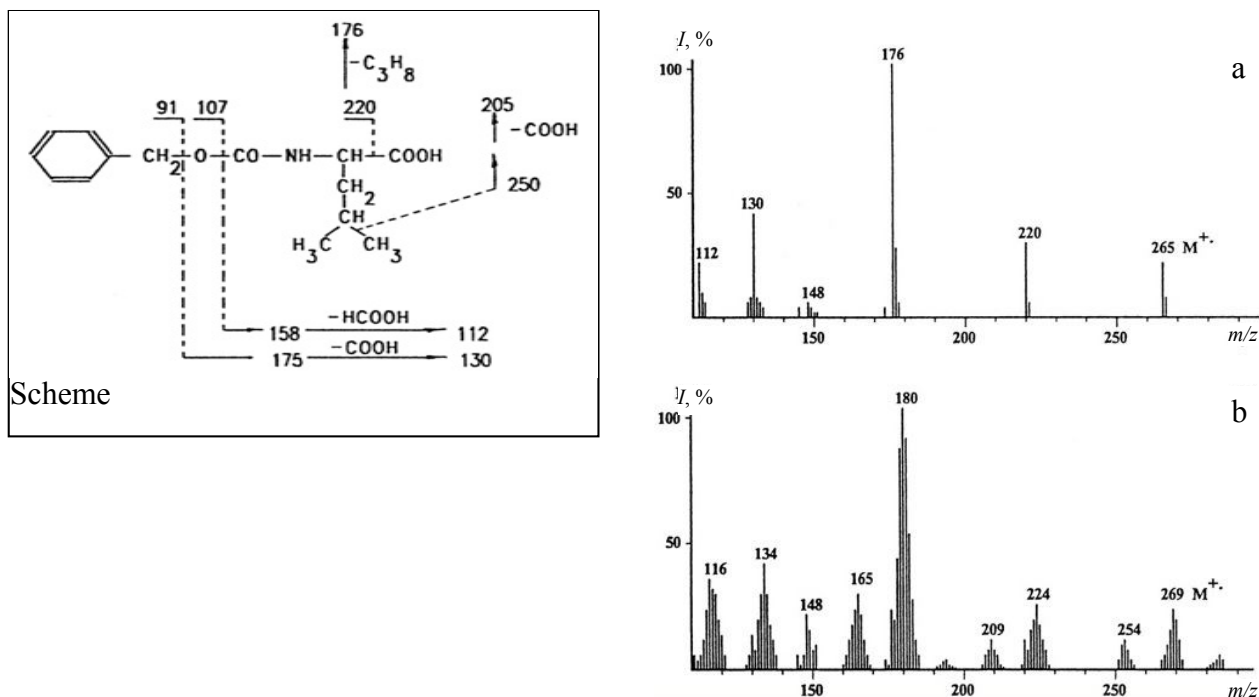 176
-C3H8
91 107 220 205
-COOH
CH2 O CO NH CH COOH
250
CH2
CH
H3C CH3
158 -HCOOH 112
175 -COOH 130
Scheme
I, %
a
100
50
176
130
112
148
220
265 M+.
150 200 250
m/z
I, %
b
100
50
180
116
134
148
165
209
224
254
269 M+.
150 200 250
m/z